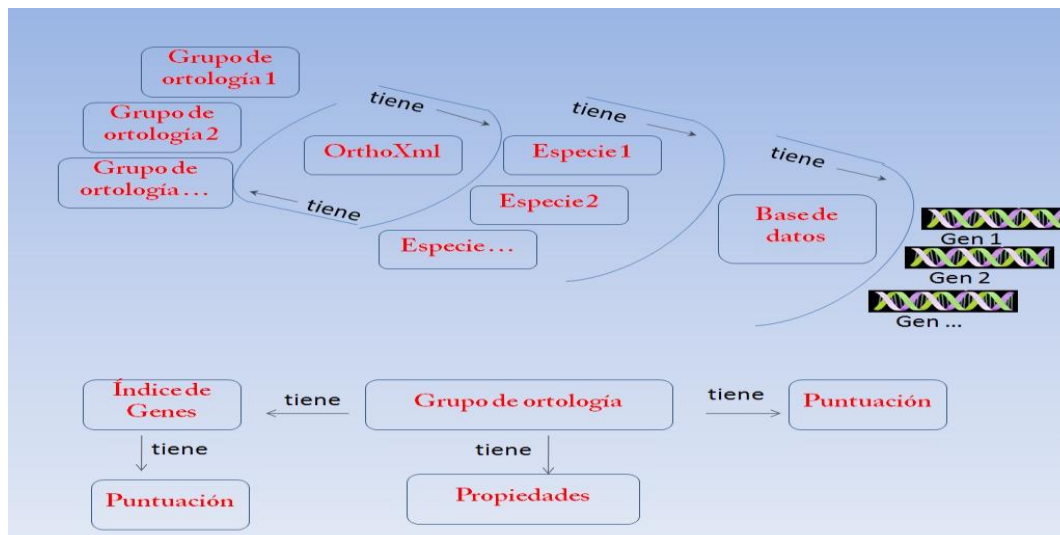 Grupo de
ortología 1
Grupo de
ortología 2
Grupo de
ortología ...
tiene
OrthoXml
tiene
tiene
Especie 1
Especie 2
Especie ...
tiene
Base de
datos
Gen 1
Gen 2
Gen ...
Índice de
Genes
tiene
Grupo de ortología
tiene
Puntuación
tiene
tiene
Puntuación
Propiedades